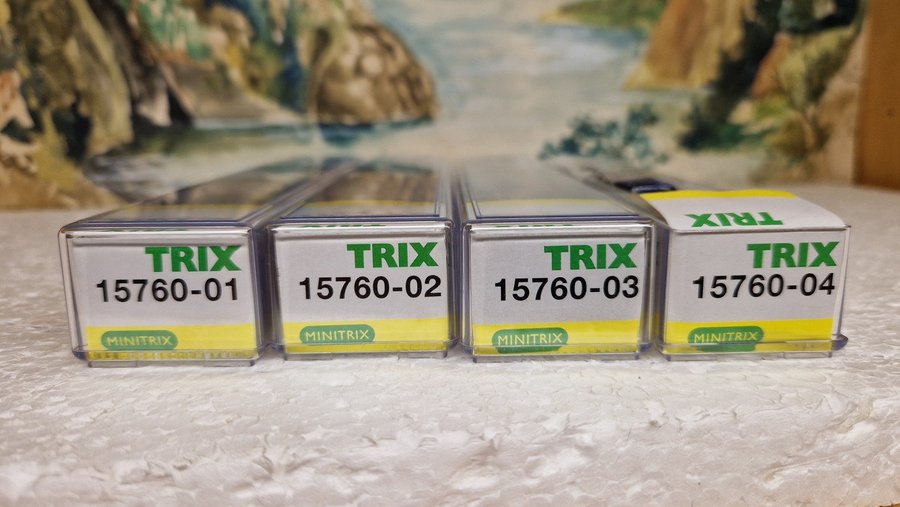 TRIX
15760-01
MINITRIX
TRIX
15760-02
MINITRIX
TRIX
15760-03
MINITRIX
TRIX
TRIX
15760-04
MINITRIX